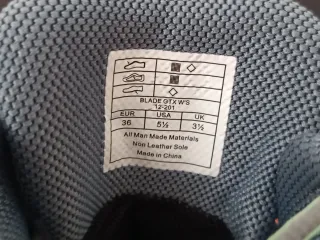 BLADE GTX W'S
12-201
EUR USA UK
36 5½ 3½
All Man Made Materials
Non Leather Sole
Made in China